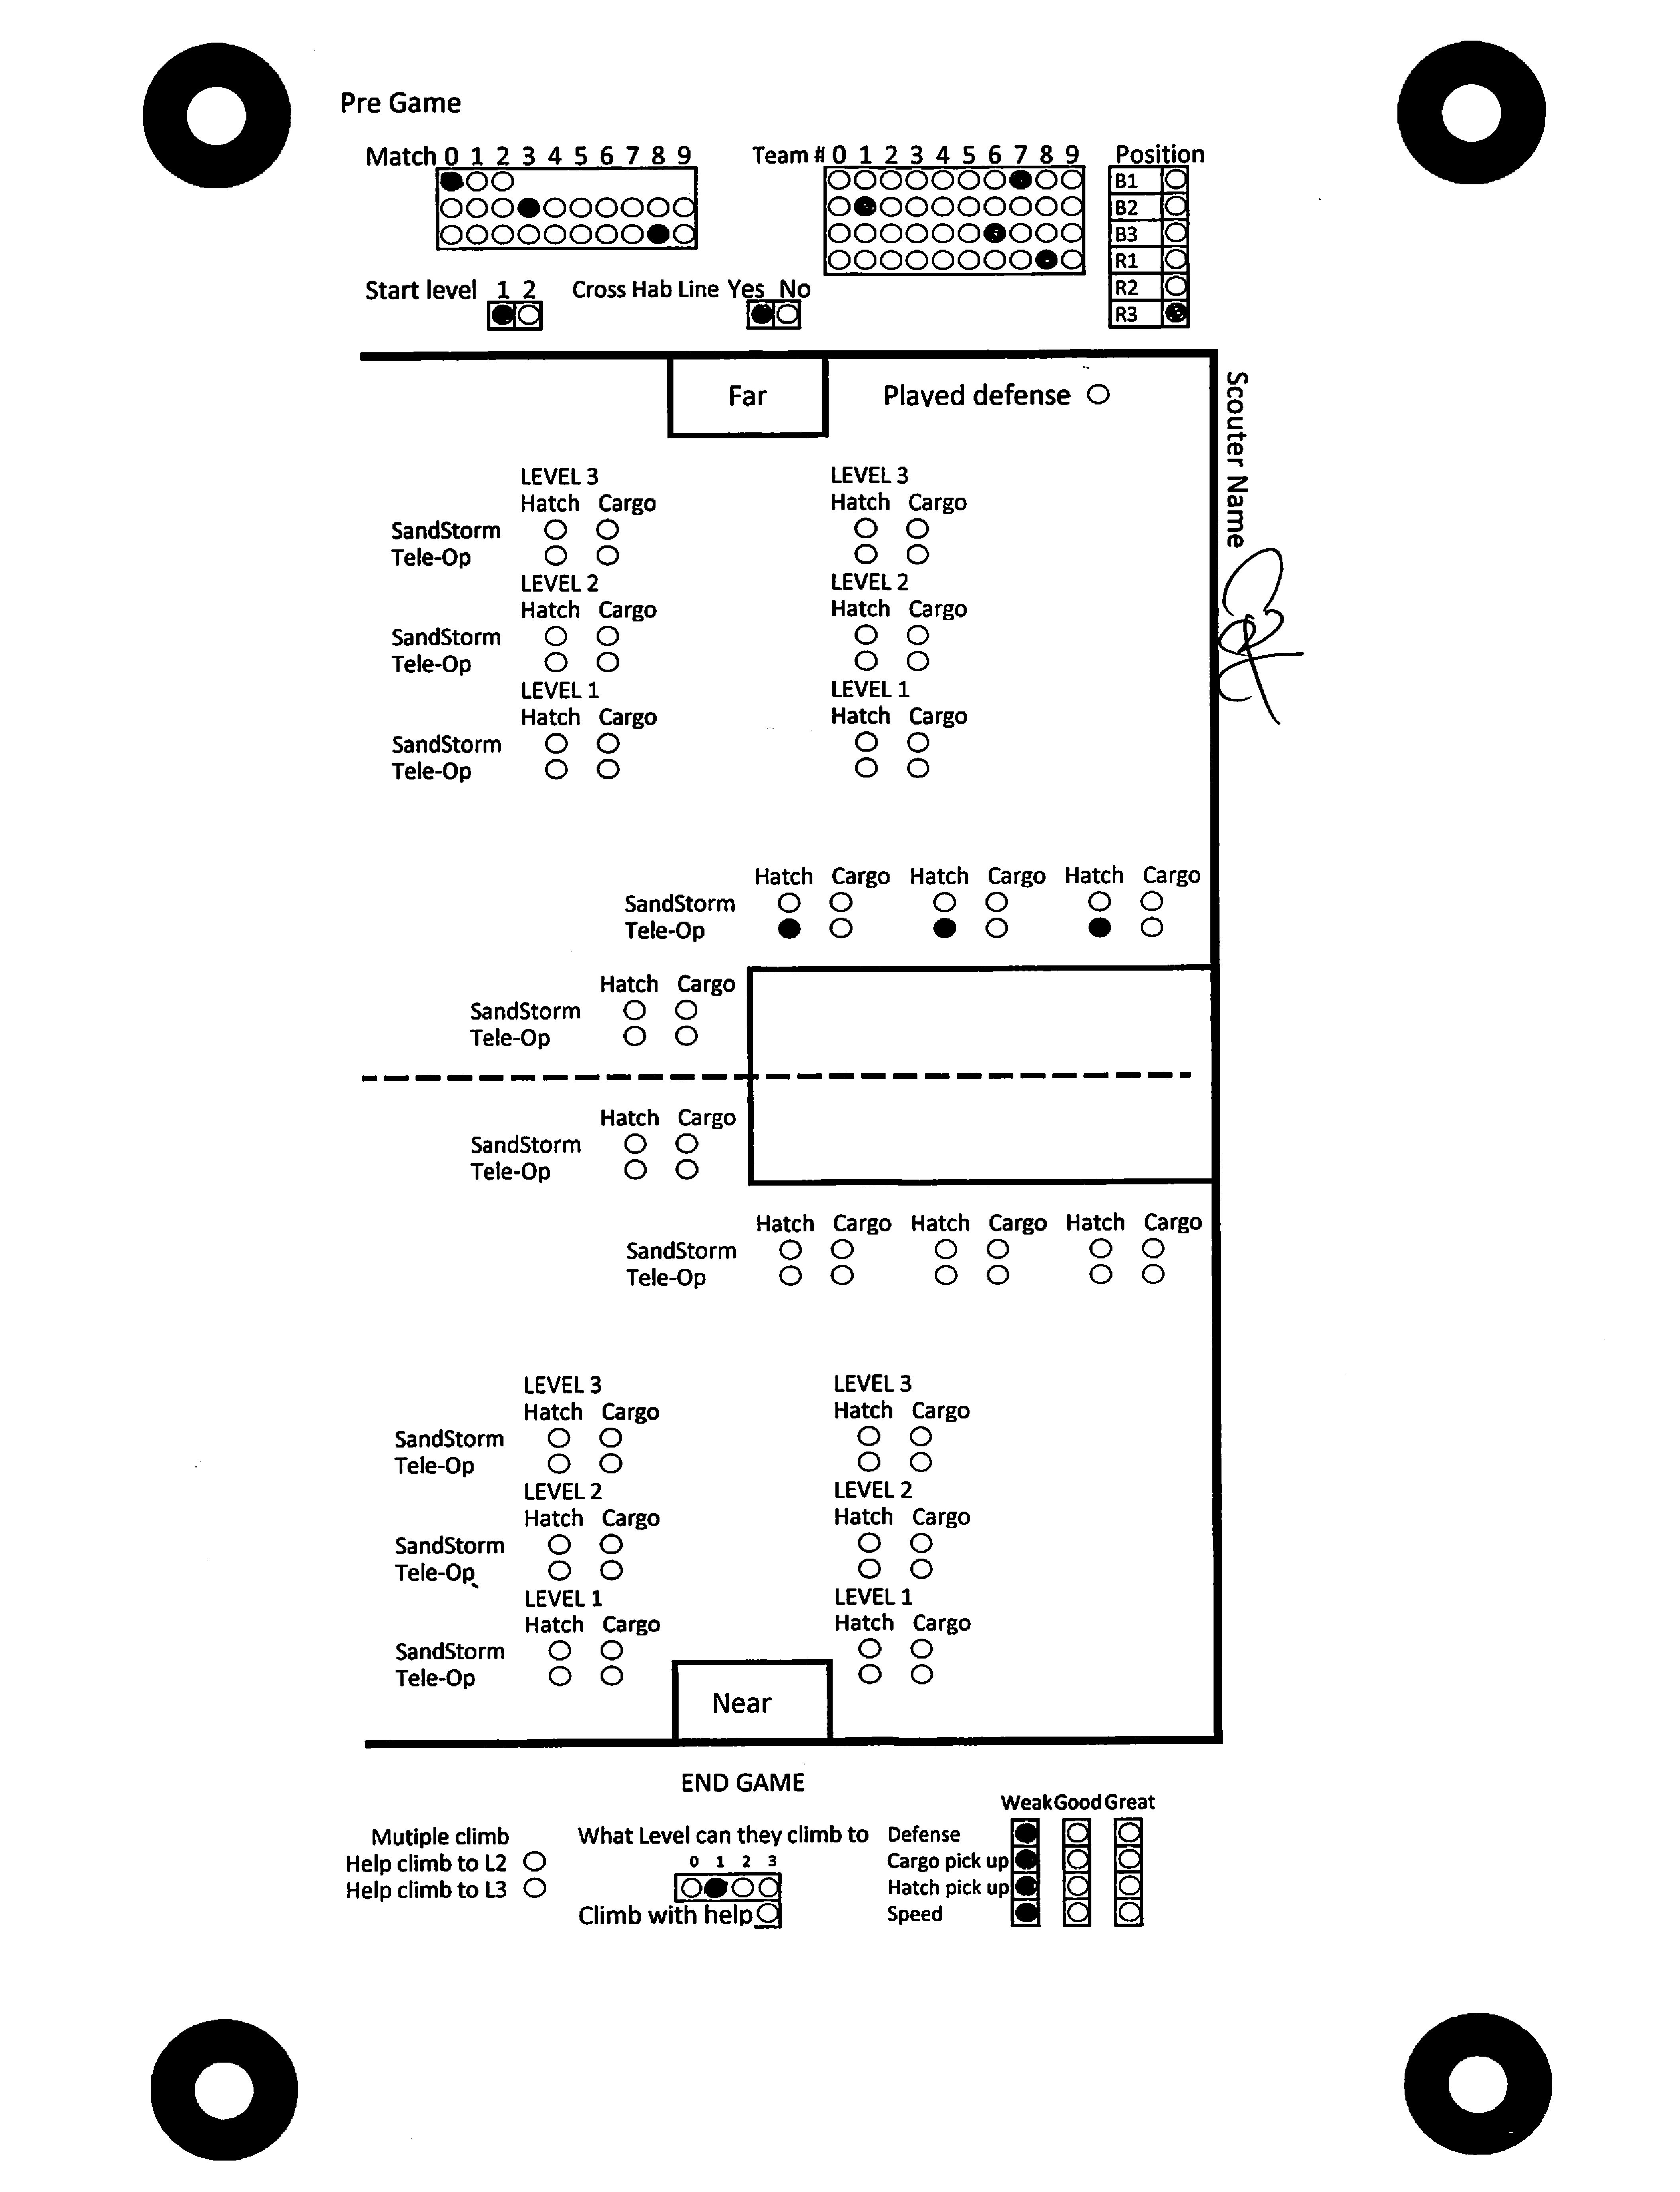 Pre Game
Match 0 1 2 3 4 5 6 7 8 9
Team # 0 1 2 3 4 5 6 7 8 9
Position
B1
B2
B3
R1
R2
R3
Start level 1 2
Cross Hab Line Yes No
Far
Played defense
Scouter Name
LEVEL 3 LEVEL 3
Hatch Cargo Hatch Cargo
SandStorm
Tele-Op
LEVEL 2 LEVEL 2
Hatch Cargo Hatch Cargo
SandStorm
Tele-Op
LEVEL 1 LEVEL 1
Hatch Cargo Hatch Cargo
SandStorm
Tele-Op
Hatch Cargo Hatch Cargo Hatch Cargo
SandStorm
Tele-Op
Hatch Cargo
SandStorm
Tele-Op
Hatch Cargo
SandStorm
Tele-Op
Hatch Cargo Hatch Cargo Hatch Cargo
SandStorm
Tele-Op
LEVEL 3 LEVEL 3
Hatch Cargo Hatch Cargo
SandStorm
Tele-Op
LEVEL 2 LEVEL 2
Hatch Cargo Hatch Cargo
SandStorm
Tele-Op
LEVEL 1 LEVEL 1
Hatch Cargo Hatch Cargo
SandStorm
Tele-Op
Near
END GAME
Mutiple climb
Help climb to L2
Help climb to L3
What Level can they climb to
0 1 2 3
Climb with help
Weak Good Great
Defense
Cargo pick up
Hatch pick up
Speed